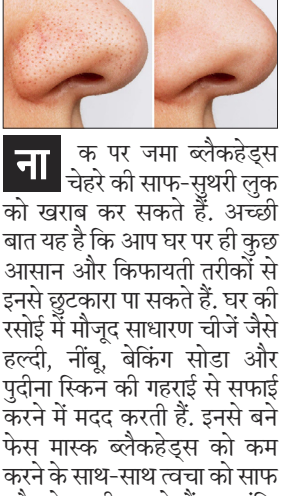 नाक पर जमा ब्लैकहेड्स
चेहरे की साफ-सुथरी लुक
को खराब कर सकते हैं. अच्छी
बात यह है कि आप घर पर ही कुछ
आसान और किफायती तरीकों से
इनसे छुटकारा पा सकते हैं. घर की
रसोई में मौजूद साधारण चीजें जैसे
हल्दी, नींबू, बेकिंग सोडा और
पुदीना स्किन की गहराई से सफाई
करने में मदद करती हैं. इनसे बने
फेस मास्क ब्लैकहेड्स को कम
करने के साथ-साथ त्वचा को साफ